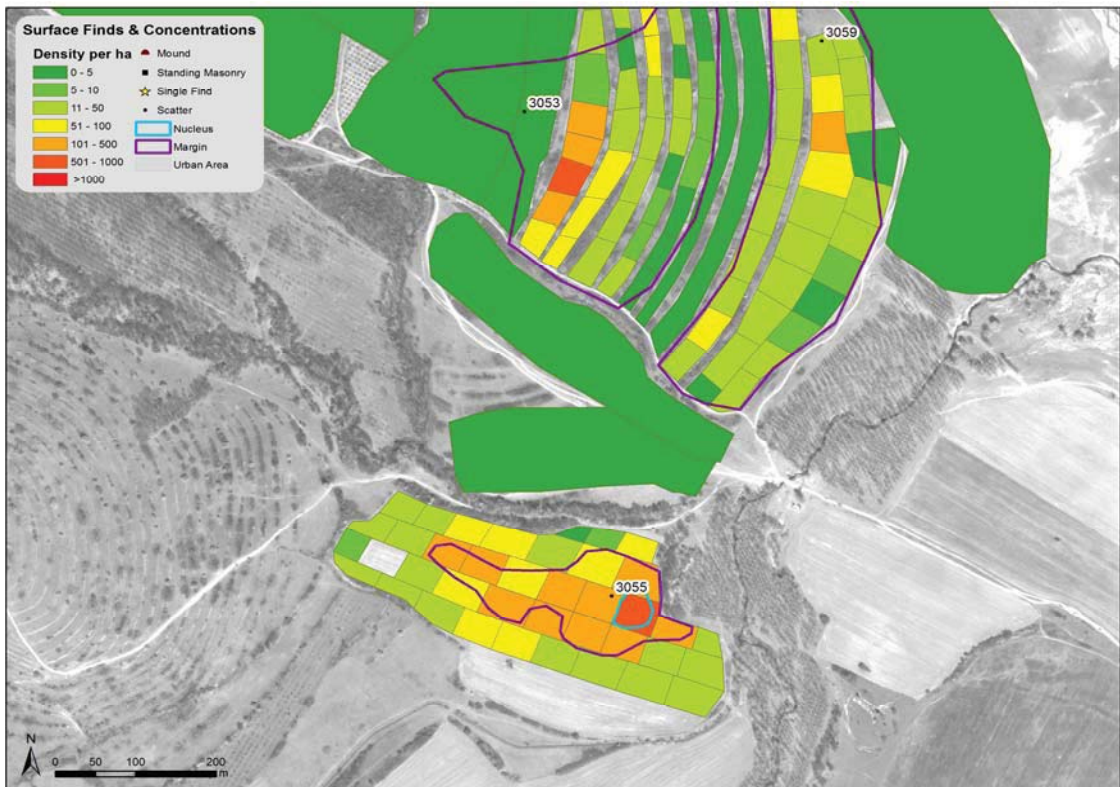 Surface Finds & Concentrations
Density per ha
0 - 5
5 - 10
11 - 50
51 - 100
101 - 500
501 - 1000
>1000
Mound
Standing Masonry
Single Find
Scatter
Nucleus
Margin
Urban Area
3059
3053
3055
N
0 50 100 200
m